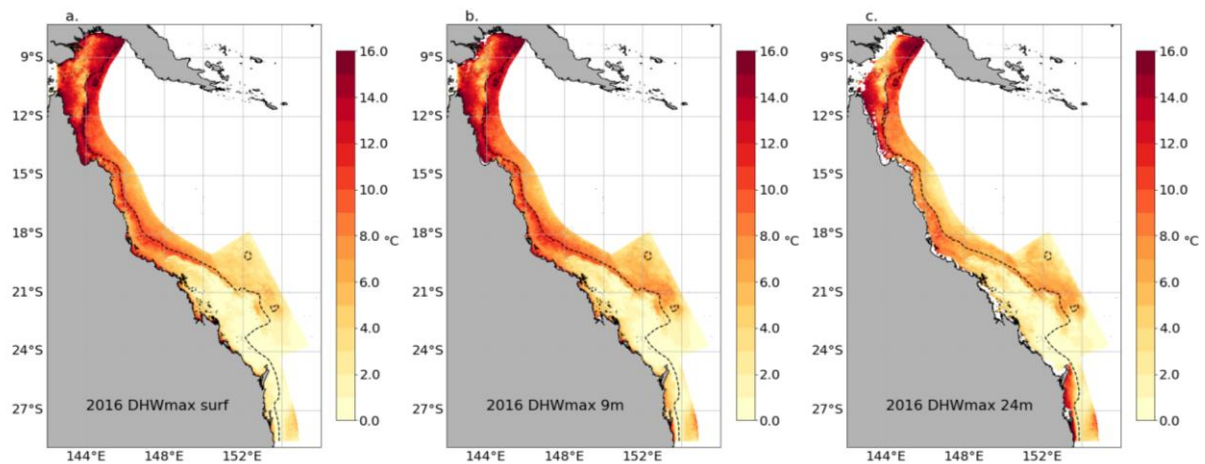 a.
9°S
12°S
15°S
18°S
21°S
24°S
27°S
144°E 148°E 152°E
2016 DHWmax surf
16.0
14.0
12.0
10.0
8.0
6.0
4.0
2.0
0.0
°C
b.
9°S
12°S
15°S
18°S
21°S
24°S
27°S
144°E 148°E 152°E
2016 DHWmax 9m
16.0
14.0
12.0
10.0
8.0
6.0
4.0
2.0
0.0
°C
c.
9°S
12°S
15°S
18°S
21°S
24°S
27°S
144°E 148°E 152°E
2016 DHWmax 24m
16.0
14.0
12.0
10.0
8.0
6.0
4.0
2.0
0.0
°C